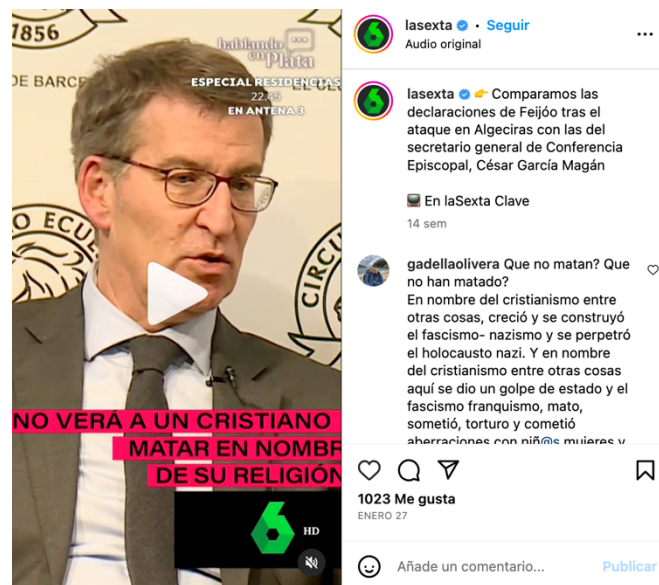 1856
DE BARCE
hablando
en Plata
ESPECIAL RESIDENCIAS
22.45
EN ANTENA 3
O ECU
CIRC
NO VERÁ A UN CRISTIANO
MATAR EN NOMBR
DE SU RELIGIÓN
HD
lasexta • Seguir
Audio original
lasexta 👉 Comparamos las
declaraciones de Feijóo tras el
ataque en Algeciras con las del
secretario general de Conferencia
Episcopal, César García Magán
📺 En laSexta Clave
14 sem
gadellaolivera Que no matan? Que
no han matado?
En nombre del cristianismo entre
otras cosas, creció y se construyó
el fascismo- nazismo y se perpetró
el holocausto nazi. Y en nombre
del cristianismo entre otras cosas
aquí se dio un golpe de estado y el
fascismo franquismo, mato,
sometió, torturo y cometió
aberraciones con niñ@s mujeres y
1023 Me gusta
ENERO 27
Añade un comentario... Publicar